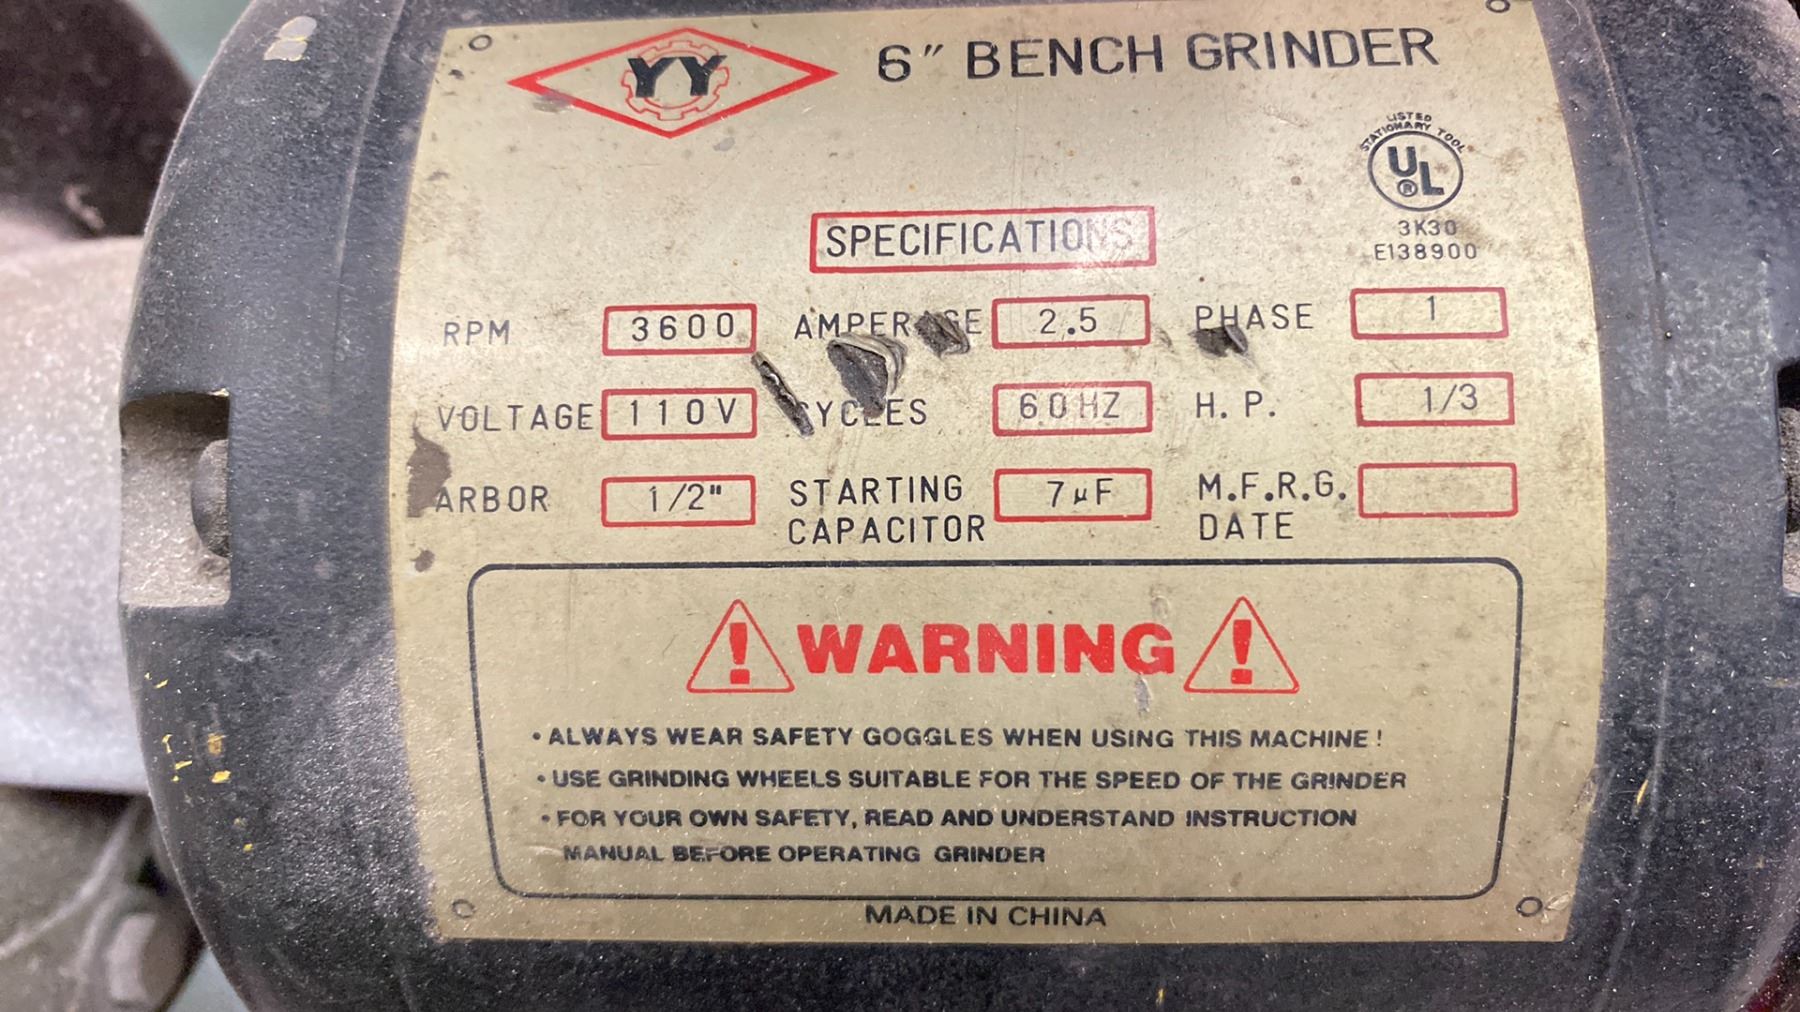 YY
6" BENCH GRINDER
LISTED
STATIONARY TOOL
UL
®
3K30
E138900
SPECIFICATIONS
RPM 3600 AMPERAGE 2.5 PHASE 1
VOLTAGE 110V CYCLES 60HZ H. P. 1/3
ARBOR 1/2" STARTING CAPACITOR 7µF M.F.R.G. DATE
WARNING
• ALWAYS WEAR SAFETY GOGGLES WHEN USING THIS MACHINE !
• USE GRINDING WHEELS SUITABLE FOR THE SPEED OF THE GRINDER
• FOR YOUR OWN SAFETY, READ AND UNDERSTAND INSTRUCTION
MANUAL BEFORE OPERATING GRINDER
MADE IN CHINA